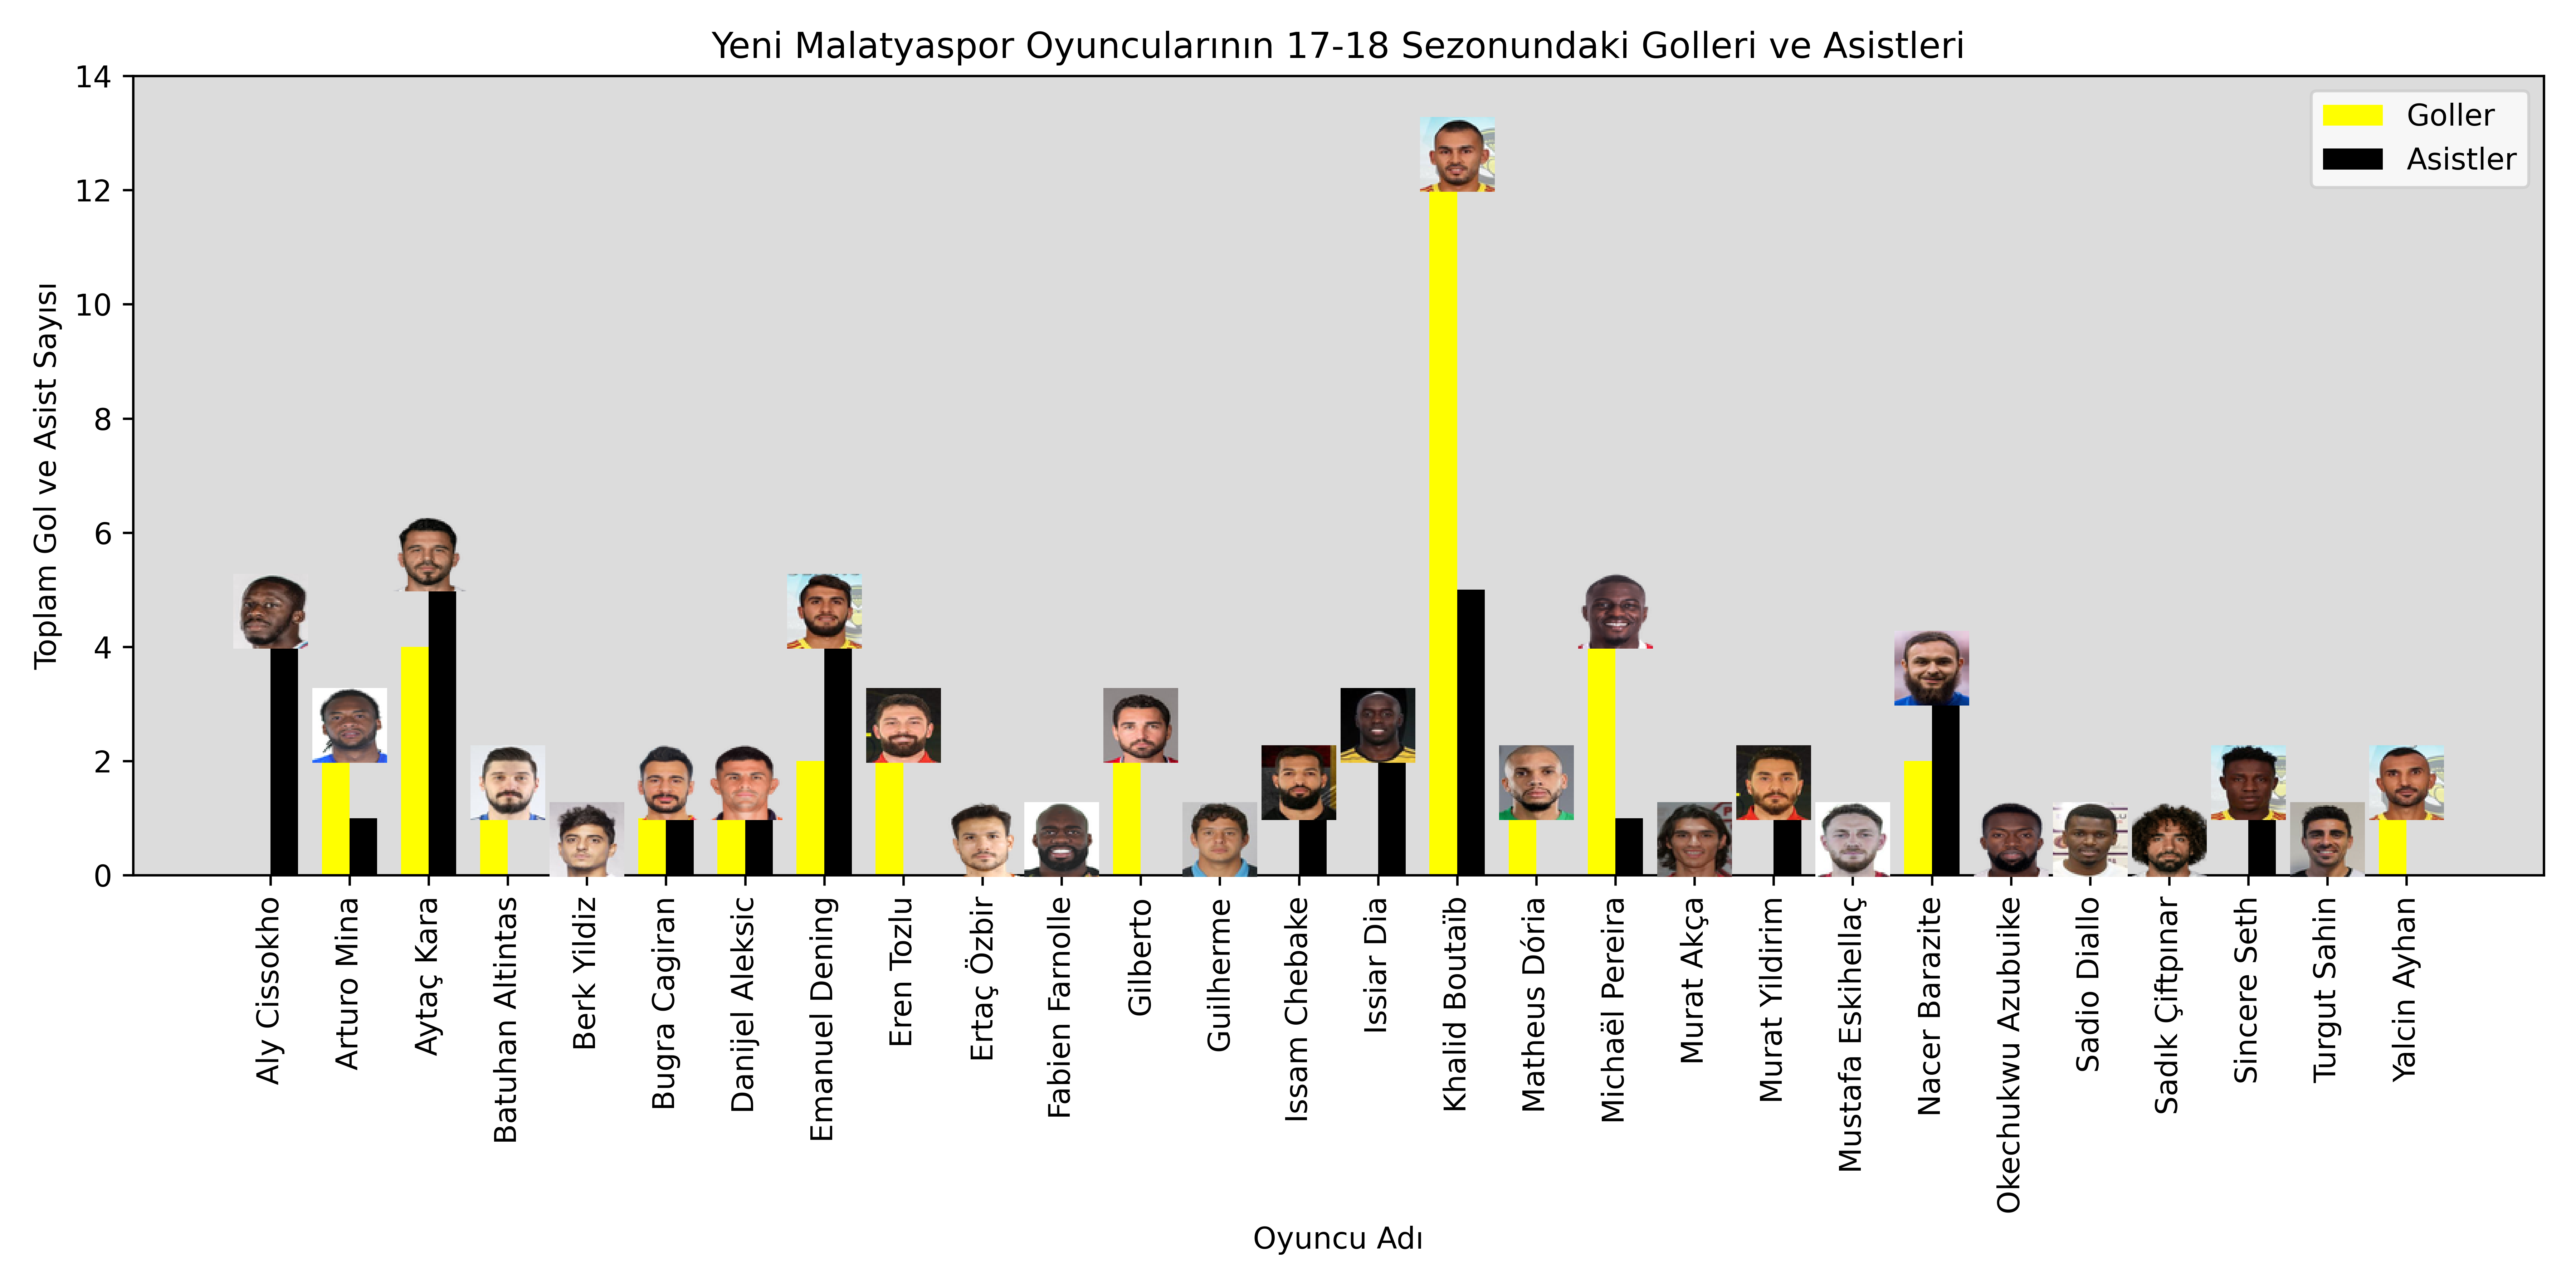 Yeni Malatyaspor Oyuncularının 17-18 Sezonundaki Golleri ve Asistleri
Toplam Gol ve Asist Sayısı
14
12
10
8
6
4
2
0
Goller
Asistler
Aly Cissokho
Arturo Mina
Aytaç Kara
Batuhan Altintas
Berk Yildiz
Bugra Cagiran
Danijel Aleksic
Emanuel Dening
Eren Tozlu
Ertaç Özbir
Fabien Farnolle
Gilberto
Guilherme
Issam Chebake
Issiar Dia
Khalid Boutaïb
Matheus Dória
Michaël Pereira
Murat Akça
Murat Yildirim
Mustafa Eskihellaç
Nacer Barazite
Okechukwu Azubuike
Sadio Diallo
Sadık Çiftpınar
Sincere Seth
Turgut Sahin
Yalcin Ayhan
Oyuncu Adı